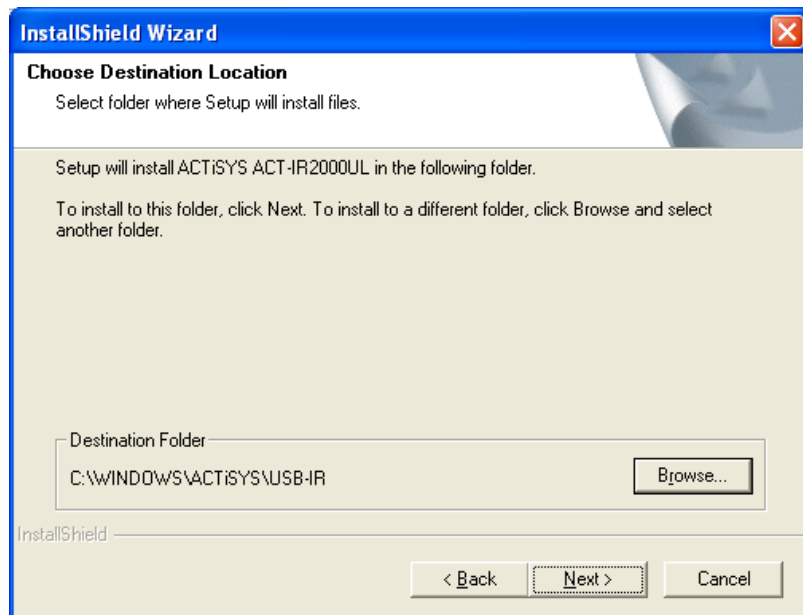 InstallShield Wizard
Choose Destination Location
Select folder where Setup will install files.
Setup will install ACTiSYS ACT-IR2000UL in the following folder.
To install to this folder, click Next. To install to a different folder, click Browse and select
another folder.
Destination Folder
C:\WINDOWS\ACTiSYS\USB-IR
Browse...
InstallShield
< Back
Next >
Cancel